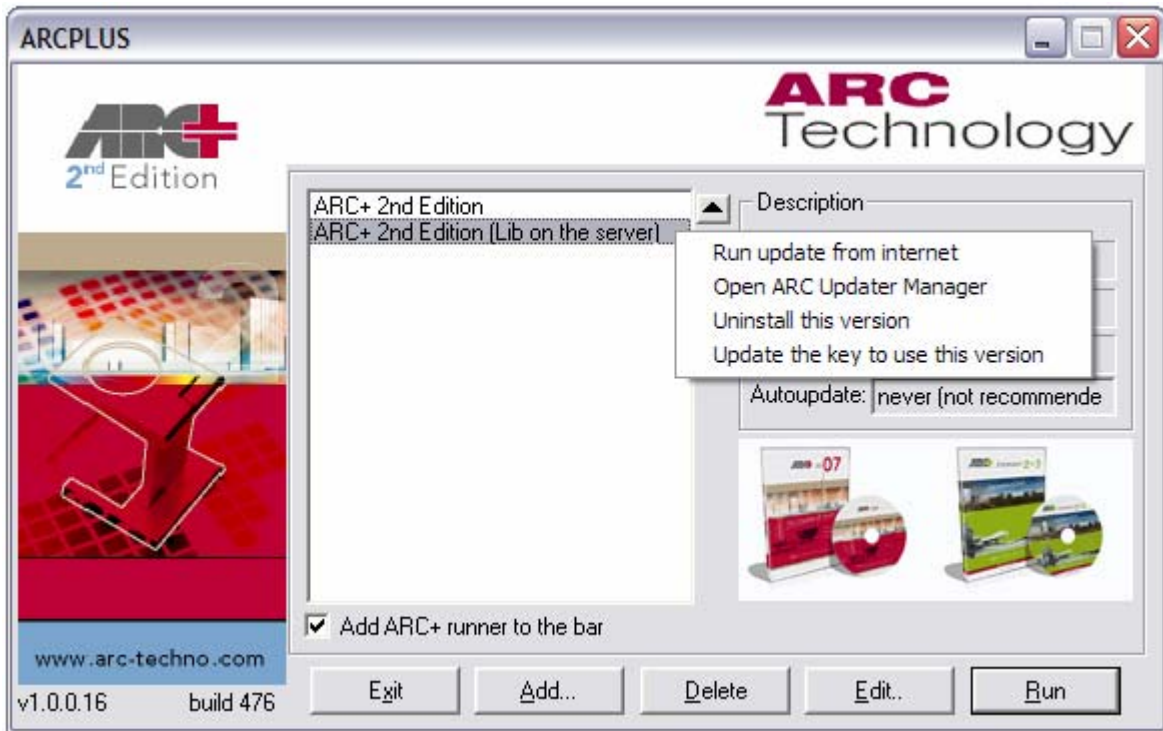 ARCPLUS
ARC+
2nd Edition
ARC
Technology
ARC+ 2nd Edition
ARC+ 2nd Edition (Lib on the server)
Description
Run update from internet
Open ARC Updater Manager
Uninstall this version
Update the key to use this version
Autoupdate: never (not recommende
07
Add ARC+ runner to the bar
www.arc-techno.com
v1.0.0.16 build 476
Exit
Add...
Delete
Edit..
Run